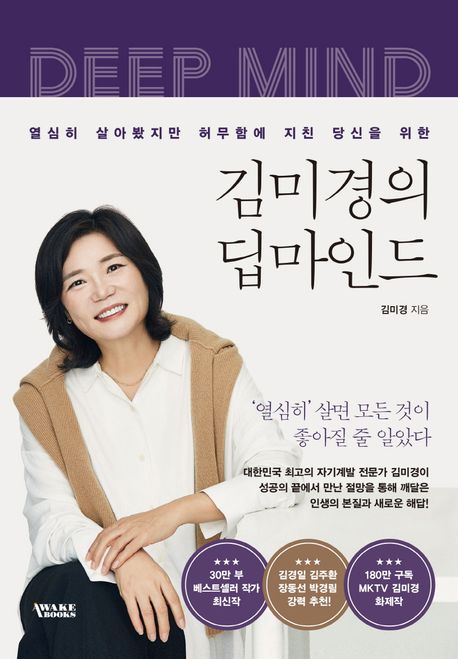 DEEP MIND
열심히 살아봤지만 허무함에 지친 당신을 위한
김미경의
딥마인드
김미경 지음
‘열심히’ 살면 모든 것이
좋아질 줄 알았다
대한민국 최고의 자기계발 전문가 김미경이
성공의 끝에서 만난 절망을 통해 깨달은
인생의 본질과 새로운 해답!
★★★
30만 부
베스트셀러 작가
최신작
★★★
김경일 김주환
장동선 박경림
강력 추천!
★★★
180만 구독
MKTV 김미경
화제작
AWAKE
BOOKS